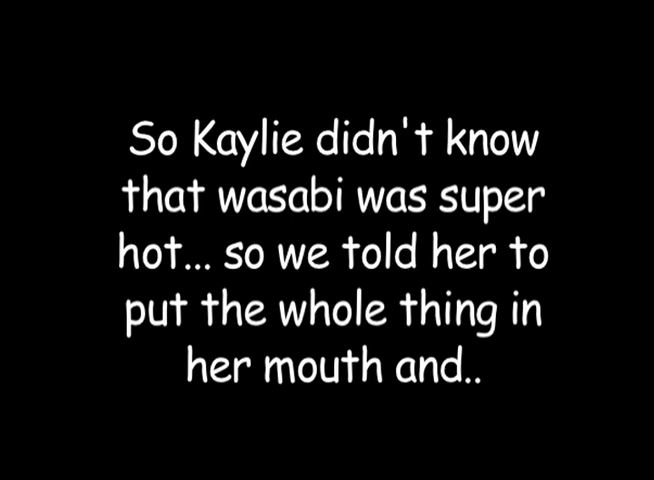 So Kaylie didn't know
that wasabi was super
hot... so we told her to
put the whole thing in
her mouth and..